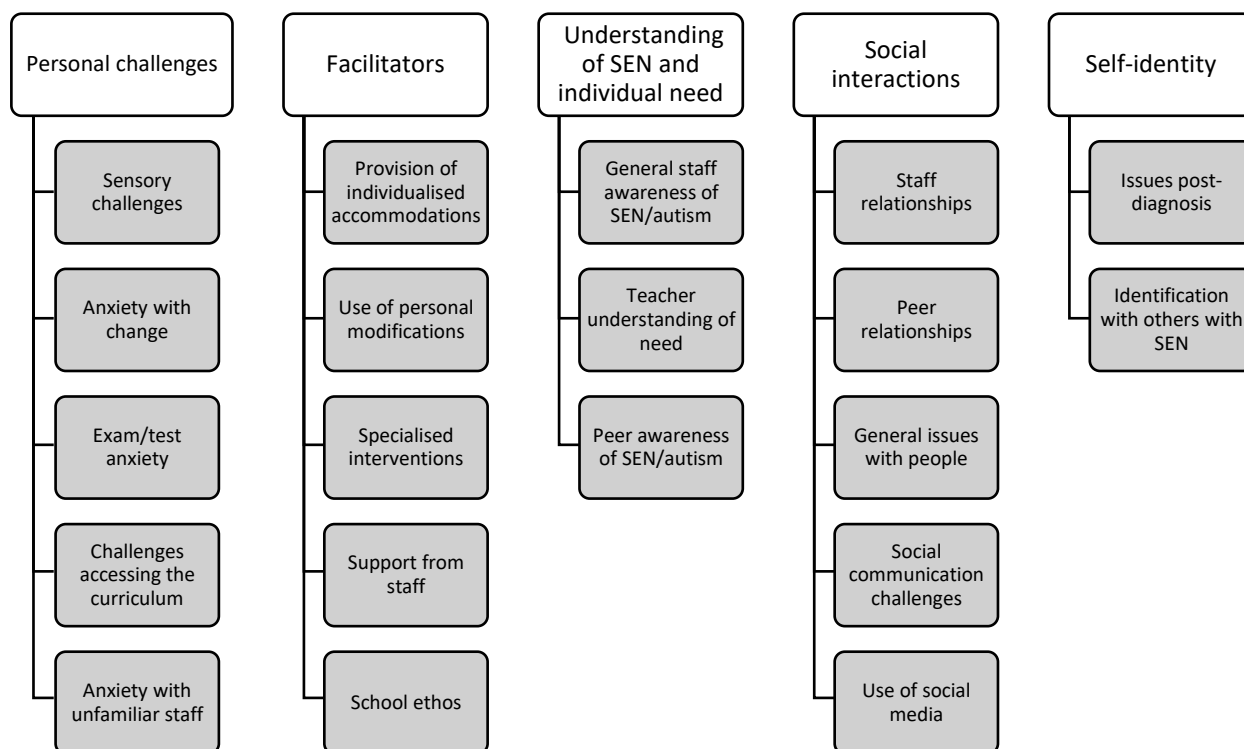 Personal challenges
Sensory
challenges
Anxiety with
change
Exam/test
anxiety
Challenges
accessing the
curriculum
Anxiety with
unfamiliar staff
Facilitators
Provision of
individualised
accommodations
Use of personal
modifications
Specialised
interventions
Support from
staff
School ethos
Understanding
of SEN and
individual need
General staff
awareness of
SEN/autism
Teacher
understanding of
need
Peer awareness
of SEN/autism
Social
interactions
Staff
relationships
Peer
relationships
General issues
with people
Social
communication
challenges
Use of social
media
Self-identity
Issues post-
diagnosis
Identification
with others with
SEN